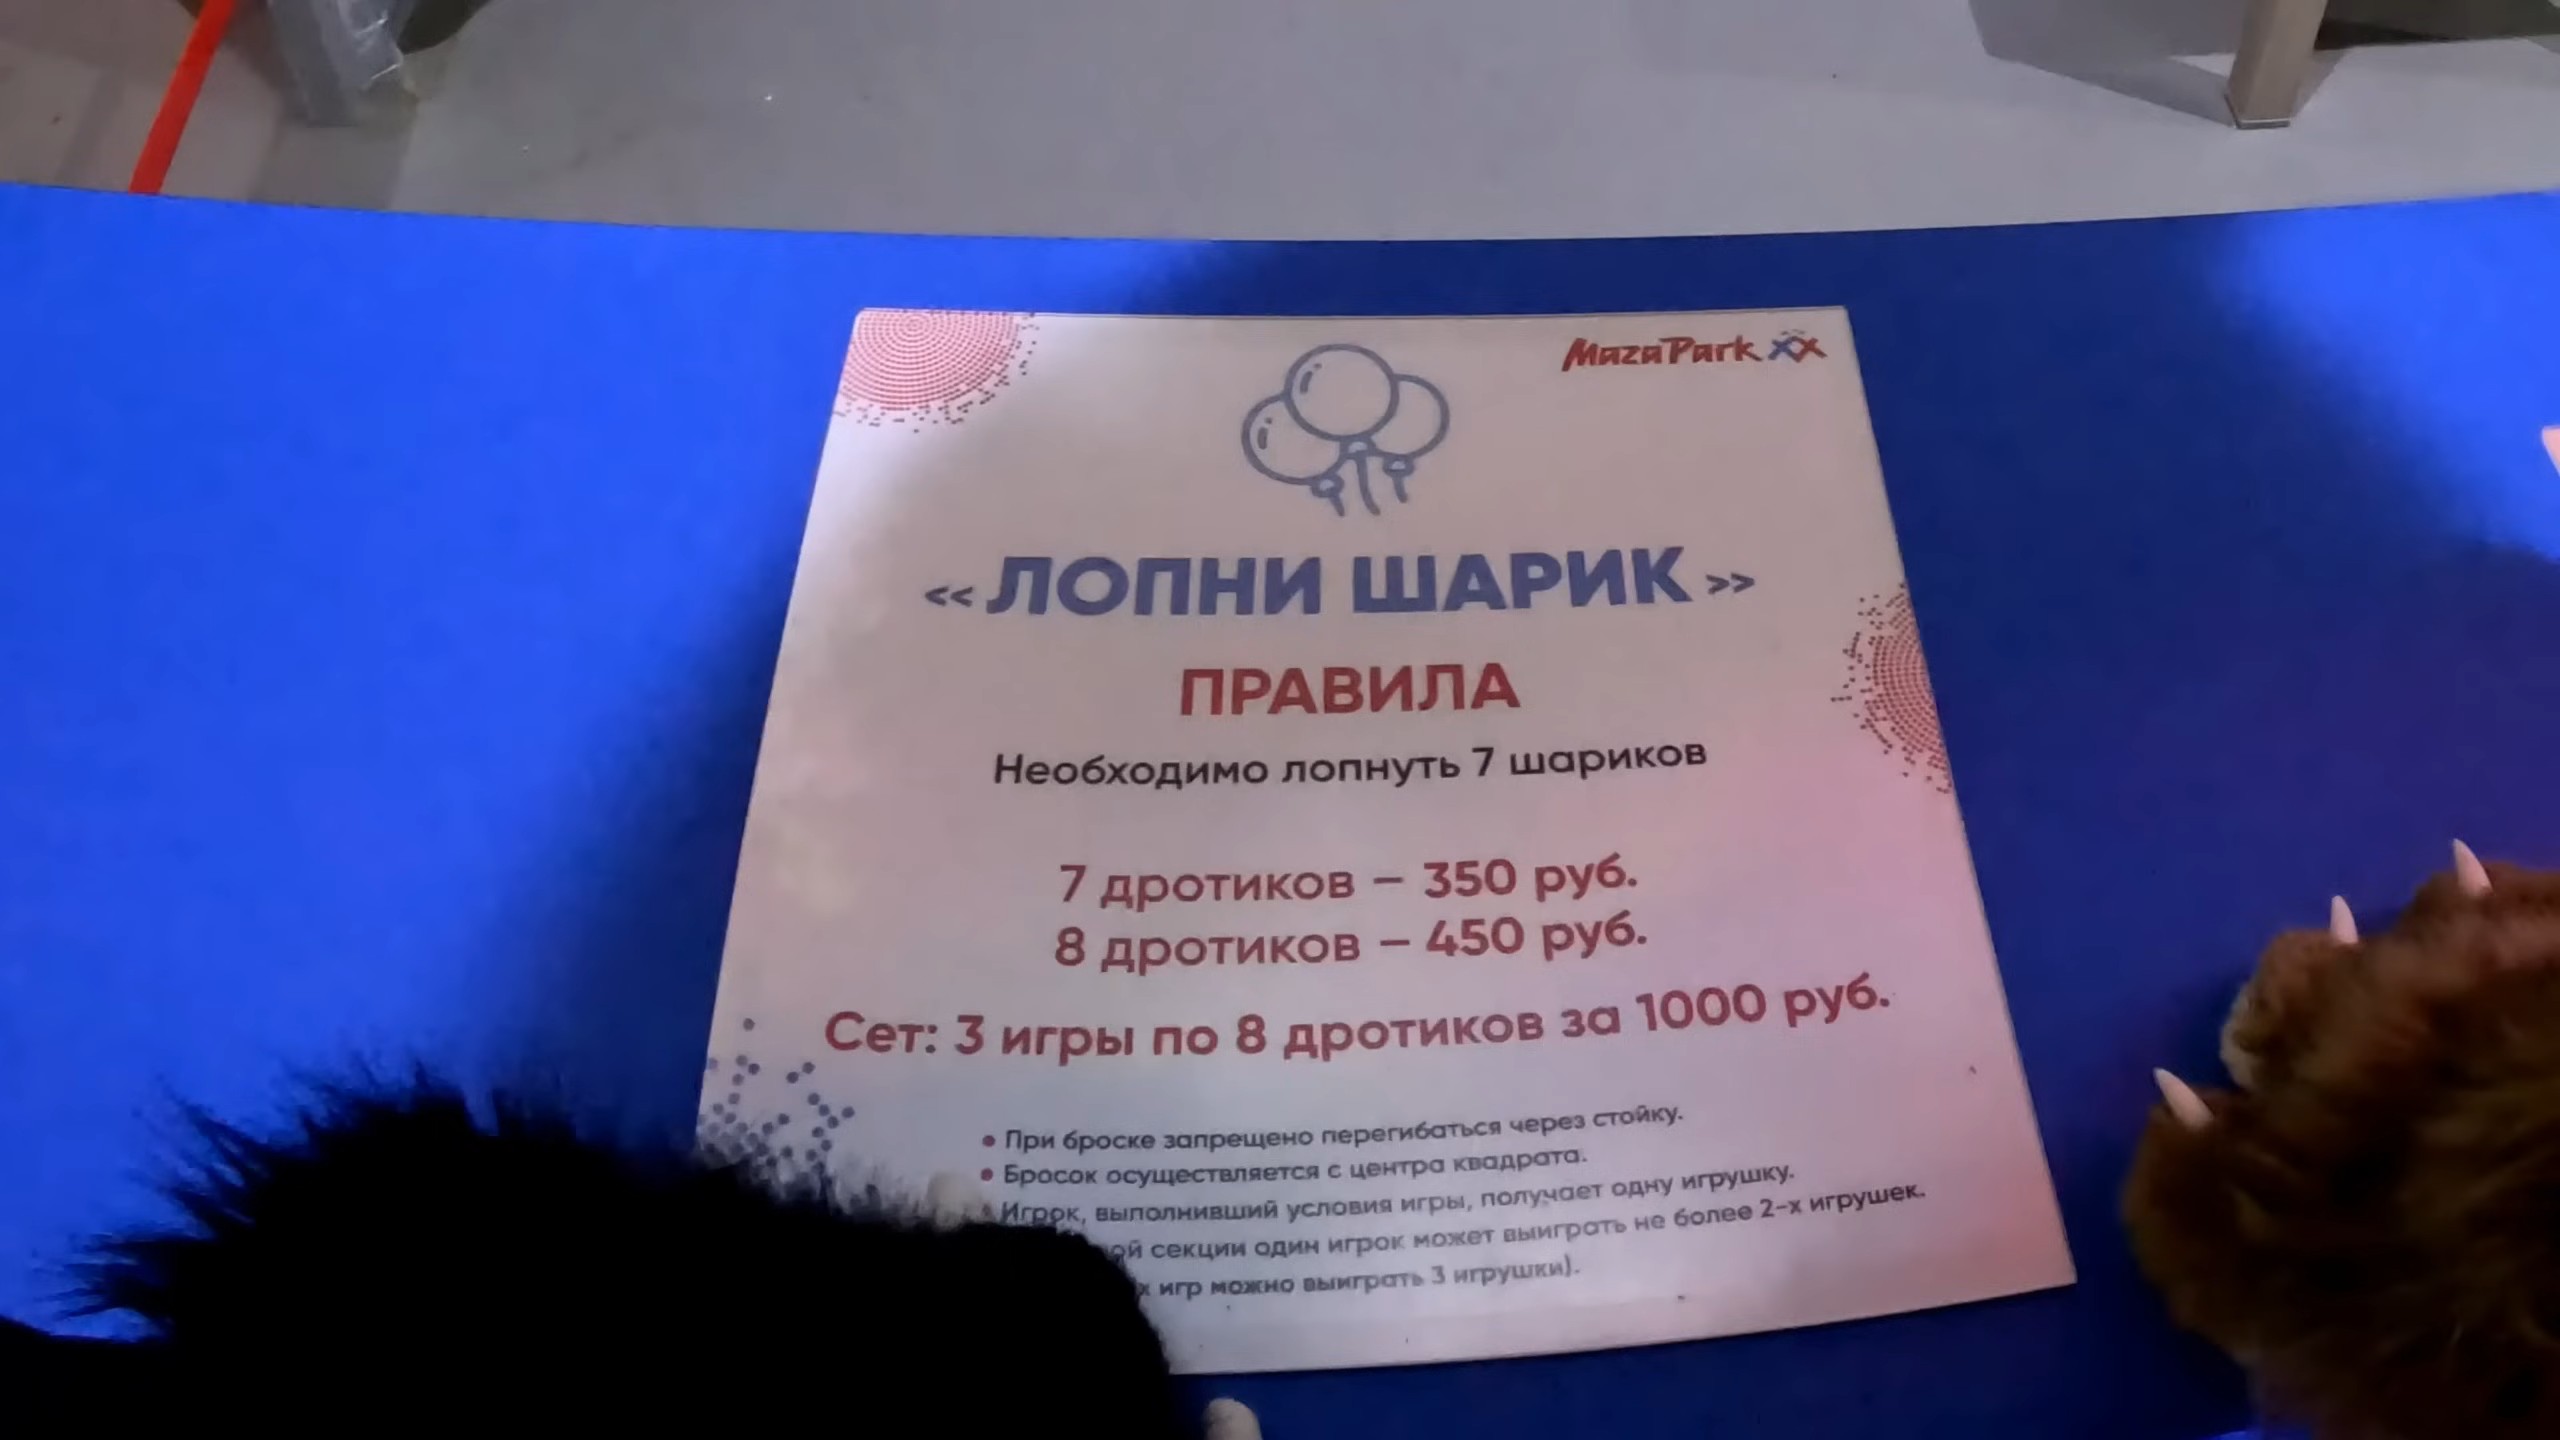 MazaPark
«ЛОПНИ ШАРИК»
ПРАВИЛА
Необходимо лопнуть 7 шариков
7 дротиков – 350 руб.
8 дротиков – 450 руб.
Сет: 3 игры по 8 дротиков за 1000 руб.
• При броске запрещено перегибаться через стойку.
• Бросок осуществляется с центра квадрата.
• Игрок, выполнивший условия игры, получает одну игрушку.
секции один игрок может выиграть не более 2-х игрушек.
игр можно выиграть 3 игрушки).